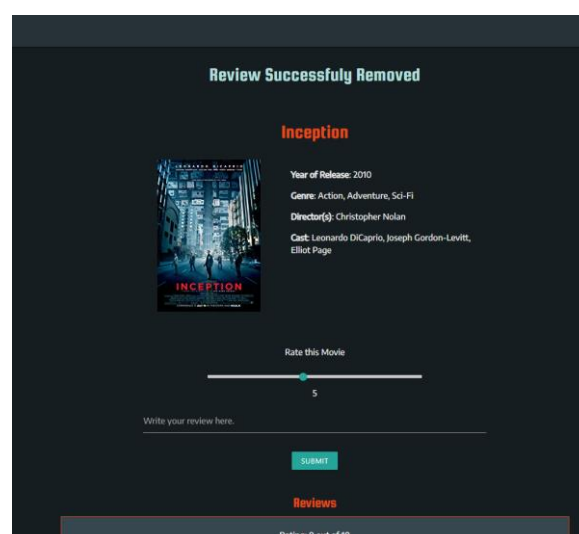 Review Successfuly Removed
Inception
Year of Release: 2010
Genre: Action, Adventure, Sci-Fi
Director(s): Christopher Nolan
Cast: Leonardo DiCaprio, Joseph Gordon-Levitt,
Elliot Page
INCEPTION
Rate this Movie
5
Write your review here.
SUBMIT
Reviews